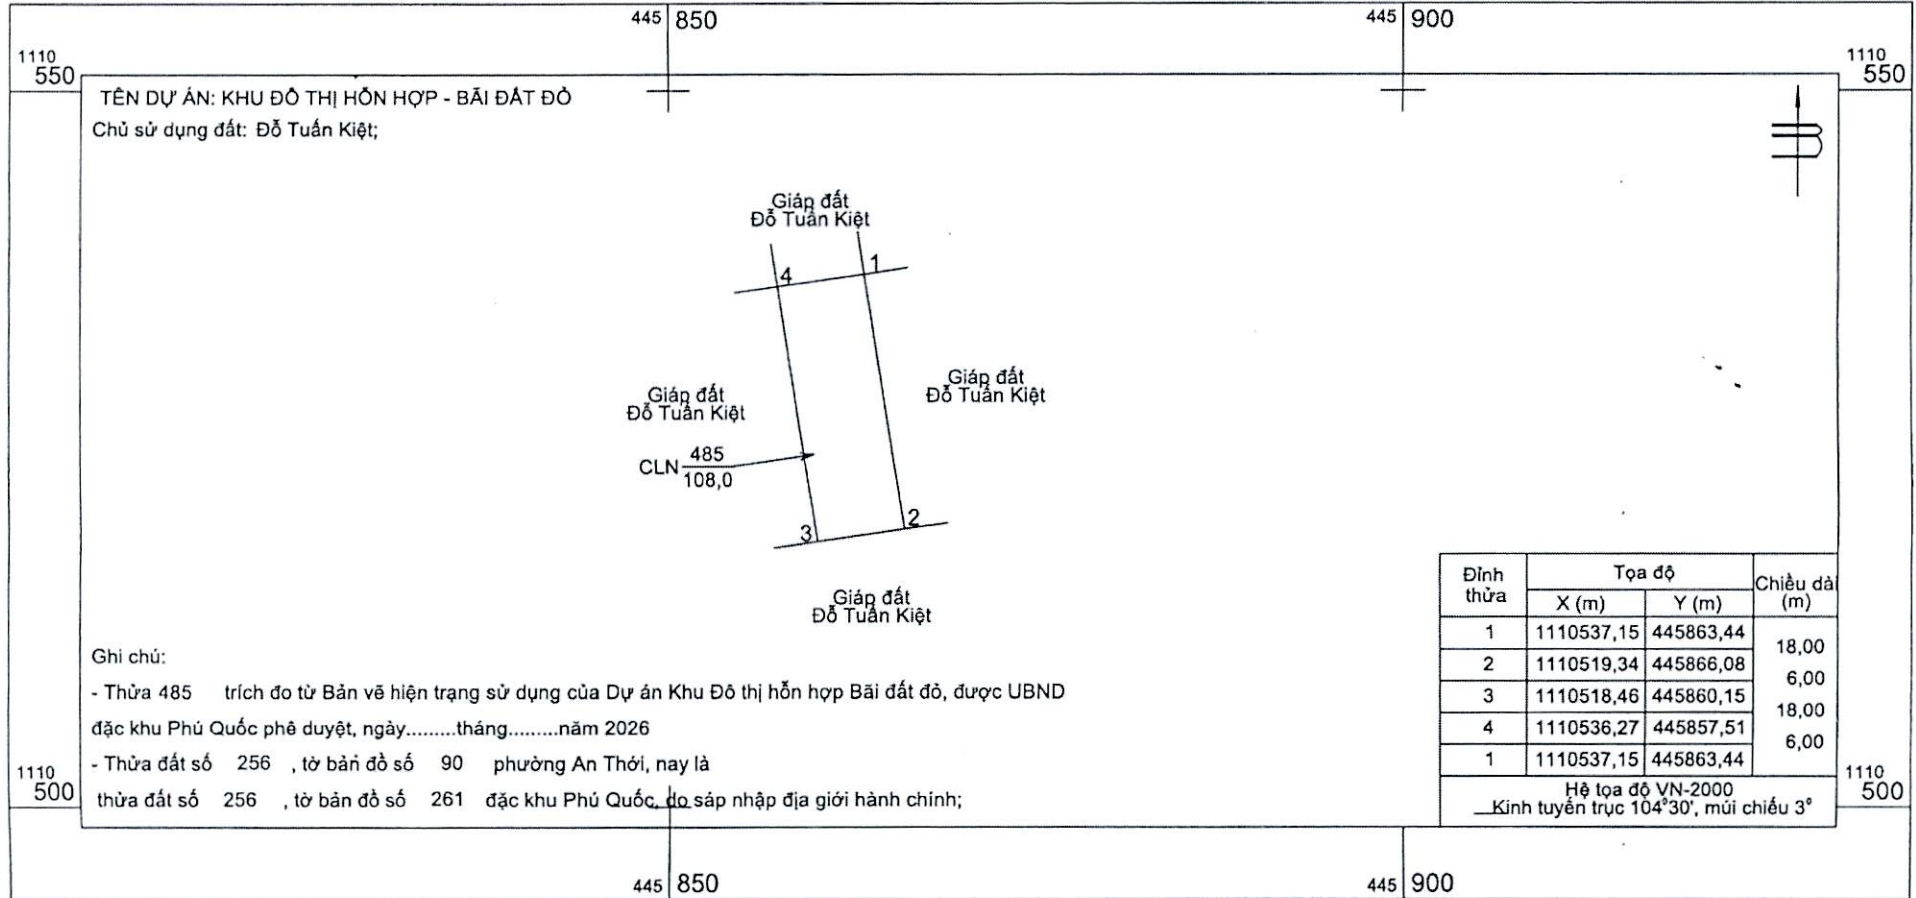 445 850
445 900
1110
550
1110
550
TÊN DỰ ÁN: KHU ĐÔ THỊ HỖN HỢP - BÃI ĐẤT ĐỎ
Chủ sử dụng đất: Đỗ Tuấn Kiệt;
Giáp đất
Đỗ Tuấn Kiệt
4
1
Giáp đất
Đỗ Tuấn Kiệt
Giáp đất
Đỗ Tuấn Kiệt
CLN 485
108,0
3
2
Giáp đất
Đỗ Tuấn Kiệt
Đỉnh thửa
Tọa độ
Chiều dài (m)
X (m) Y (m)
1 1110537,15 445863,44
18,00
2 1110519,34 445866,08
6,00
3 1110518,46 445860,15
18,00
4 1110536,27 445857,51
6,00
1 1110537,15 445863,44
Hệ tọa độ VN-2000
Kinh tuyến trục 104°30', múi chiếu 3°
Ghi chú:
- Thửa 485 trích đo từ Bản vẽ hiện trạng sử dụng của Dự án Khu Đô thị hỗn hợp Bãi đất đỏ, được UBND
đặc khu Phú Quốc phê duyệt, ngày.........tháng.........năm 2026
- Thửa đất số 256 , tờ bản đồ số 90 phường An Thới, nay là
thửa đất số 256 , tờ bản đồ số 261 đặc khu Phú Quốc, do sáp nhập địa giới hành chính;
1110
500
1110
500
445 850
445 900